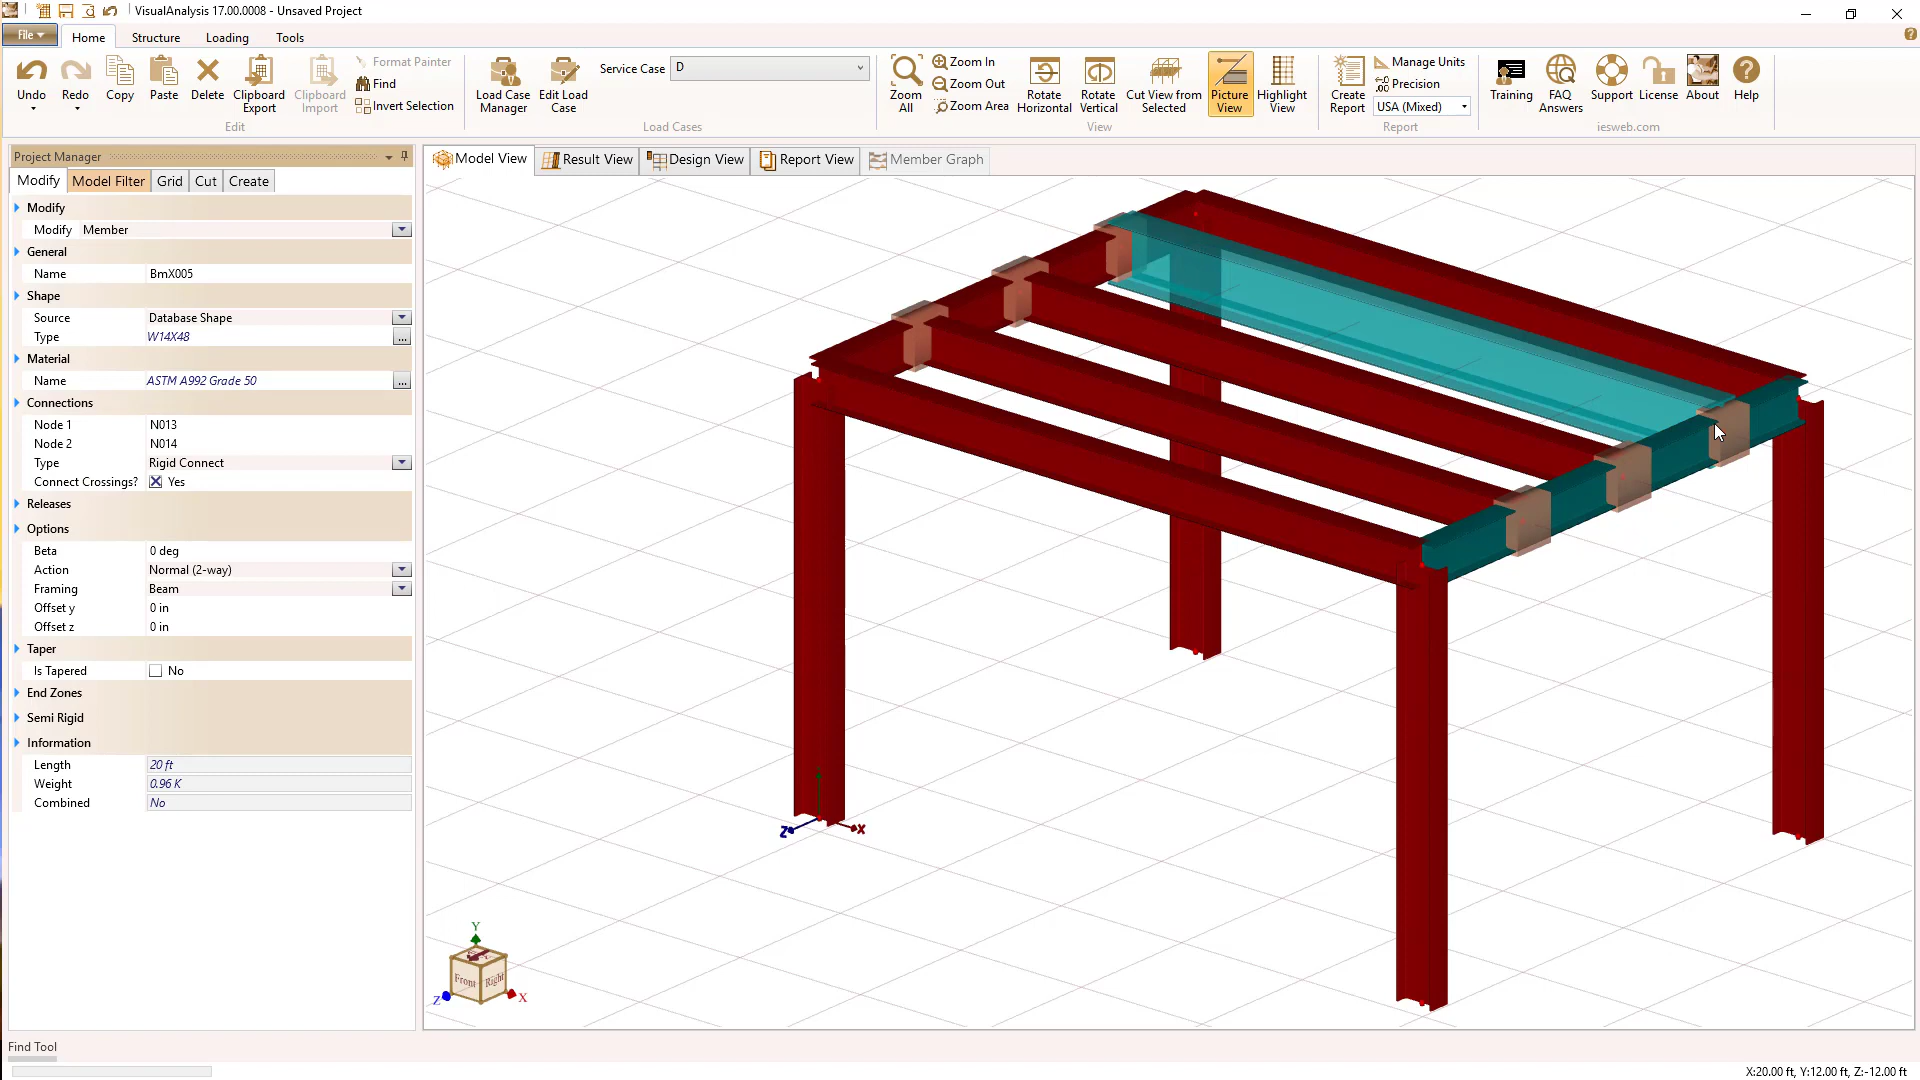 VisualAnalysis 17.00.0008 - Unsaved Project
File
Home
Structure
Loading
Tools
Undo
Redo
Copy
Paste
Delete
Clipboard Export
Clipboard Import
Format Painter
Find
Invert Selection
Edit
Load Case Manager
Edit Load Case
Service Case
D
Load Cases
Zoom All
Zoom In
Zoom Out
Zoom Area
Rotate Horizontal
Rotate Vertical
Cut View from Selected
Picture View
Highlight View
View
Create Report
Manage Units
.00 Precision
USA (Mixed)
Report
Training
FAQ Answers
Support
License
About
Help
iesweb.com
Project Manager
Modify
Model Filter
Grid
Cut
Create
Modify
Modify Member
General
Name BmX005
Shape
Source Database Shape
Type W14X48
...
Material
Name ASTM A992 Grade 50
...
Connections
Node 1 N013
Node 2 N014
Type Rigid Connect
Connect Crossings? Yes
Releases
Options
Beta 0 deg
Action Normal (2-way)
Framing Beam
Offset y 0 in
Offset z 0 in
Taper
Is Tapered No
End Zones
Semi Rigid
Information
Length 20 ft
Weight 0.96 K
Combined No
Model View
Result View
Design View
Report View
Member Graph
Z
X
Y
Front
Right
Z
X
Find Tool
X:20.00 ft, Y:12.00 ft, Z:-12.00 ft